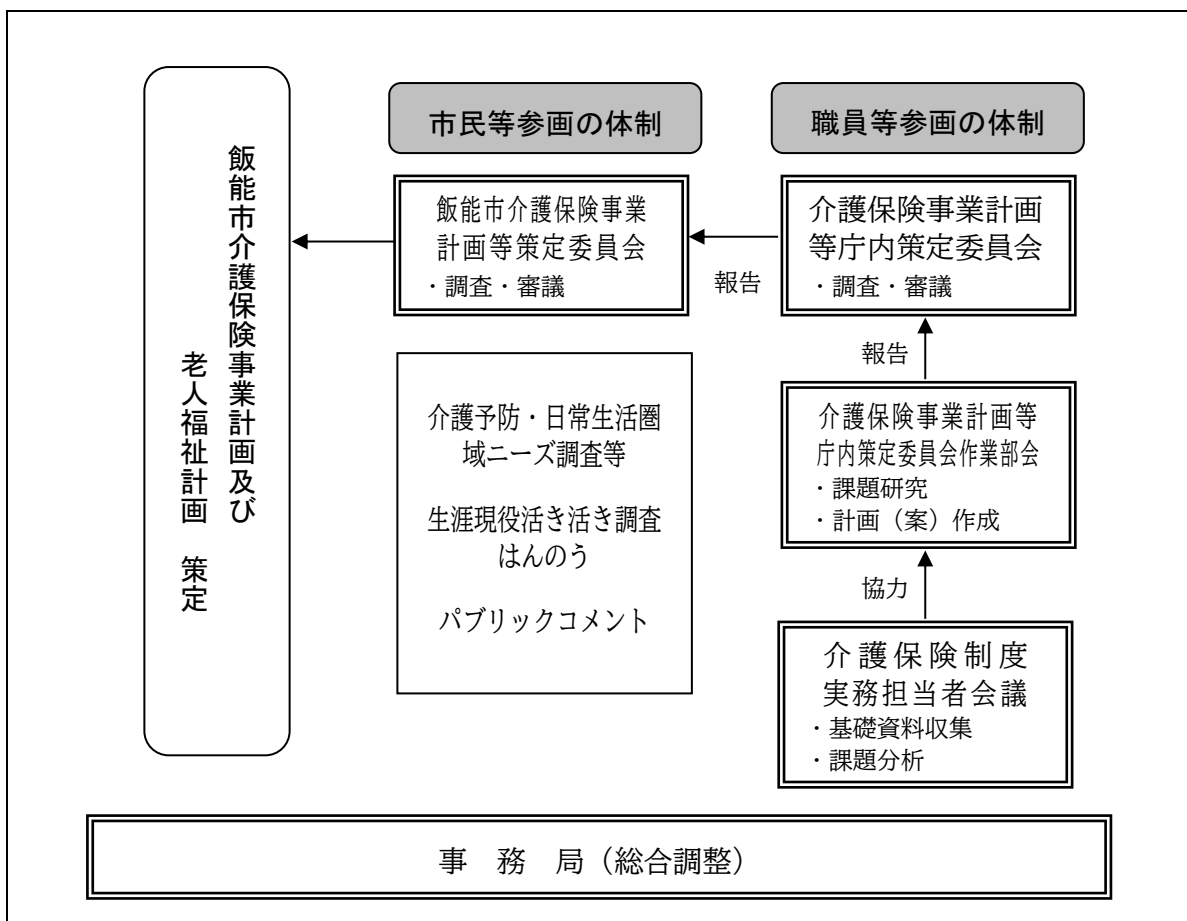 飯能市介護保険事業計画及び
老人福祉計画　策定
市民等参画の体制
飯能市介護保険事業
計画等策定委員会
・調査・審議
介護予防・日常生活圏
域ニーズ調査等
生涯現役活き活き調査
はんのう
パブリックコメント
職員等参画の体制
介護保険事業計画
等庁内策定委員会
・調査・審議
報告
報告
介護保険事業計画等
庁内策定委員会作業部会
・課題研究
・計画（案）作成
協力
介護保険制度
実務担当者会議
・基礎資料収集
・課題分析
事　務　局（総合調整）